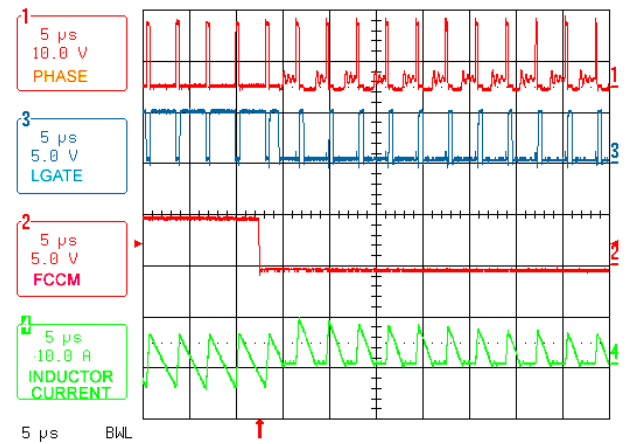 1
5 µs
10.0 V
PHASE
1
3
5 µs
5.0 V
LGATE
3
2
5 µs
5.0 V
FCCM
2
4
5 µs
10.0 A
INDUCTOR
CURRENT
4
5 µs BWL